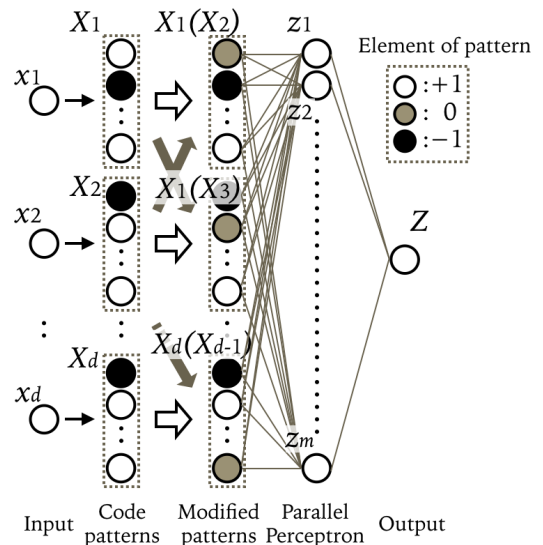 X1 X1(X2) z1
Element of pattern
:+1
: 0
:−1
x1
z2
X2 X1(X3)
x2
Z
Xd Xd(Xd-1)
xd
zm
Input Code patterns Modified patterns Parallel Perceptron Output